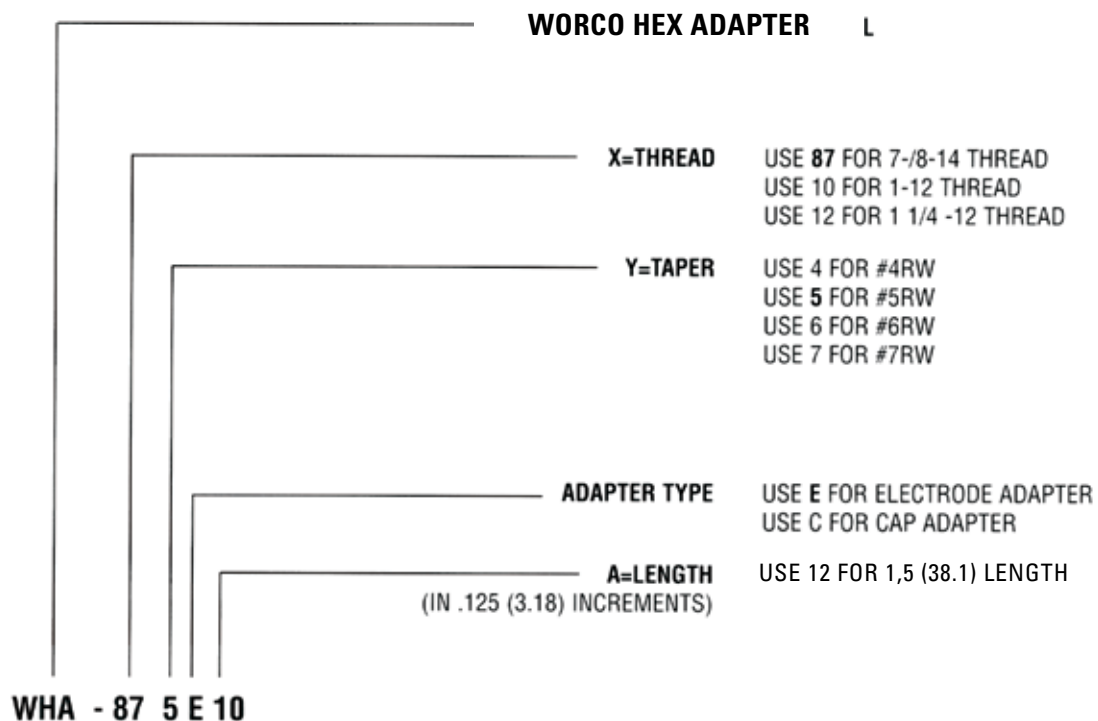 WORCO HEX ADAPTER L
X=THREAD USE 87 FOR 7-/8-14 THREAD
USE 10 FOR 1-12 THREAD
USE 12 FOR 1 1/4 -12 THREAD
Y=TAPER USE 4 FOR #4RW
USE 5 FOR #5RW
USE 6 FOR #6RW
USE 7 FOR #7RW
ADAPTER TYPE USE E FOR ELECTRODE ADAPTER
USE C FOR CAP ADAPTER
A=LENGTH USE 12 FOR 1,5 (38.1) LENGTH
(IN .125 (3.18) INCREMENTS)
WHA - 87 5 E 10